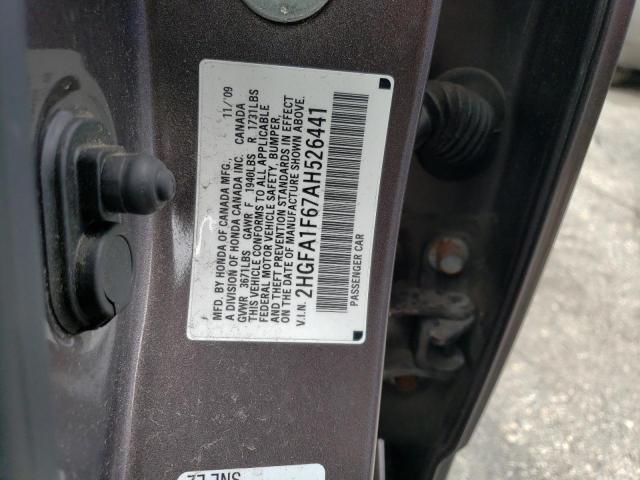 MFD. BY HONDA OF CANADA MFG. 11/09
A DIVISION OF HONDA CANADA INC. CANADA
GVWR 3671LBS GAWR F 1940LBS R 1731LBS
THIS VEHICLE CONFORMS TO ALL APPLICABLE
FEDERAL MOTOR VEHICLE SAFETY, BUMPER,
AND THEFT PREVENTION STANDARDS IN EFFECT
ON THE DATE OF MANUFACTURE SHOWN ABOVE.
V.I.N. 2HGFA1F67AH526441
PASSENGER CAR